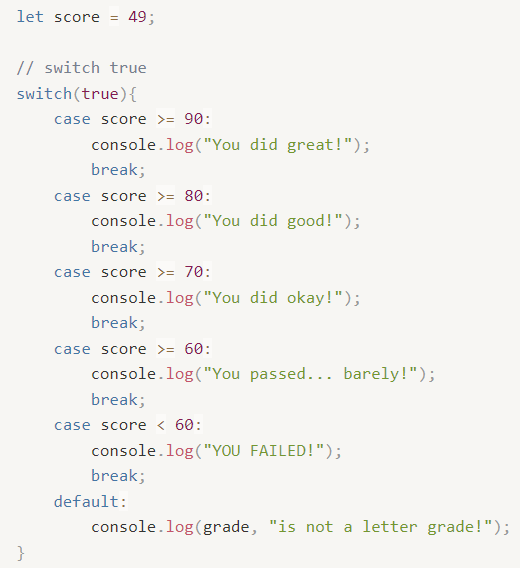 let score = 49;
// switch true
switch(true){
    case score >= 90:
        console.log("You did great!");
        break;
    case score >= 80:
        console.log("You did good!");
        break;
    case score >= 70:
        console.log("You did okay!");
        break;
    case score >= 60:
        console.log("You passed... barely!");
        break;
    case score < 60:
        console.log("YOU FAILED!");
        break;
    default:
        console.log(grade, "is not a letter grade!");
}